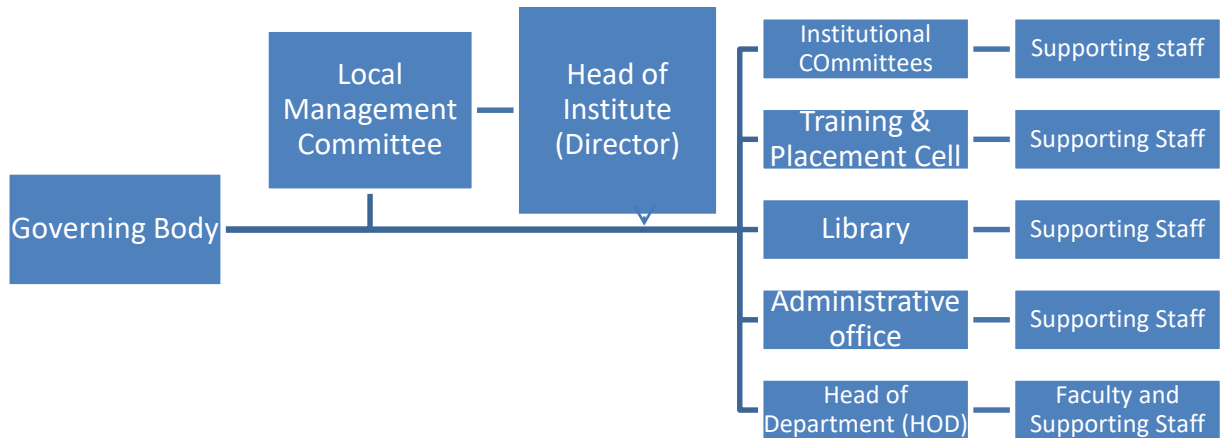 Governing Body
Local
Management
Committee
Head of
Institute
(Director)
Institutional
COmmittees
Supporting staff
Training &
Placement Cell
Supporting Staff
Library
Supporting Staff
Administrative
office
Supporting Staff
Head of
Department (HOD)
Faculty and
Supporting Staff